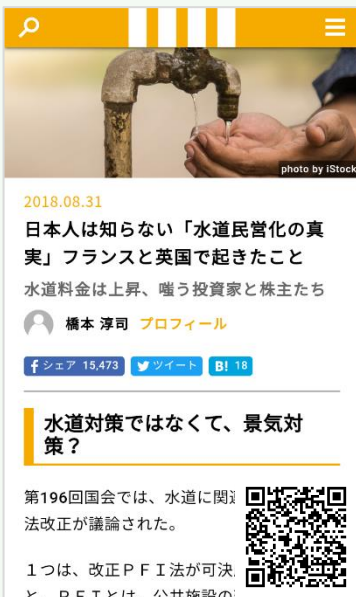 photo by iStock
2018.08.31
日本人は知らない「水道民営化の真
実」フランスと英国で起きたこと
水道料金は上昇、嗤う投資家と株主たち
橋本 淳司 プロフィール
シェア 15,473 ツイート B! 18
水道対策ではなくて、景気対
策？
第196回国会では、水道に関
法改正が議論された。
１つは、改正ＰＦＩ法が可決
と、ＰＦＩとは、公共施設の